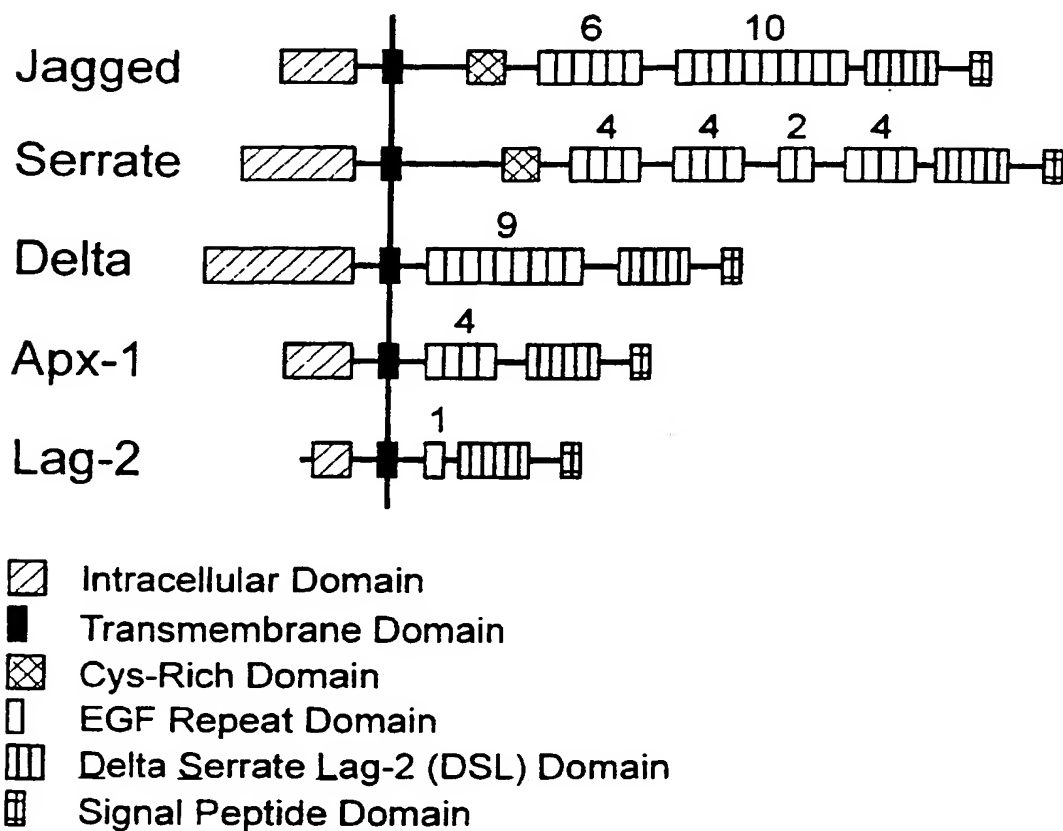 6 10
Jagged
4 4 2 4
Serrate
9
Delta
4
Apx-1
1
Lag-2
Intracellular Domain
Transmembrane Domain
Cys-Rich Domain
EGF Repeat Domain
Delta Serrate Lag-2 (DSL) Domain
Signal Peptide Domain